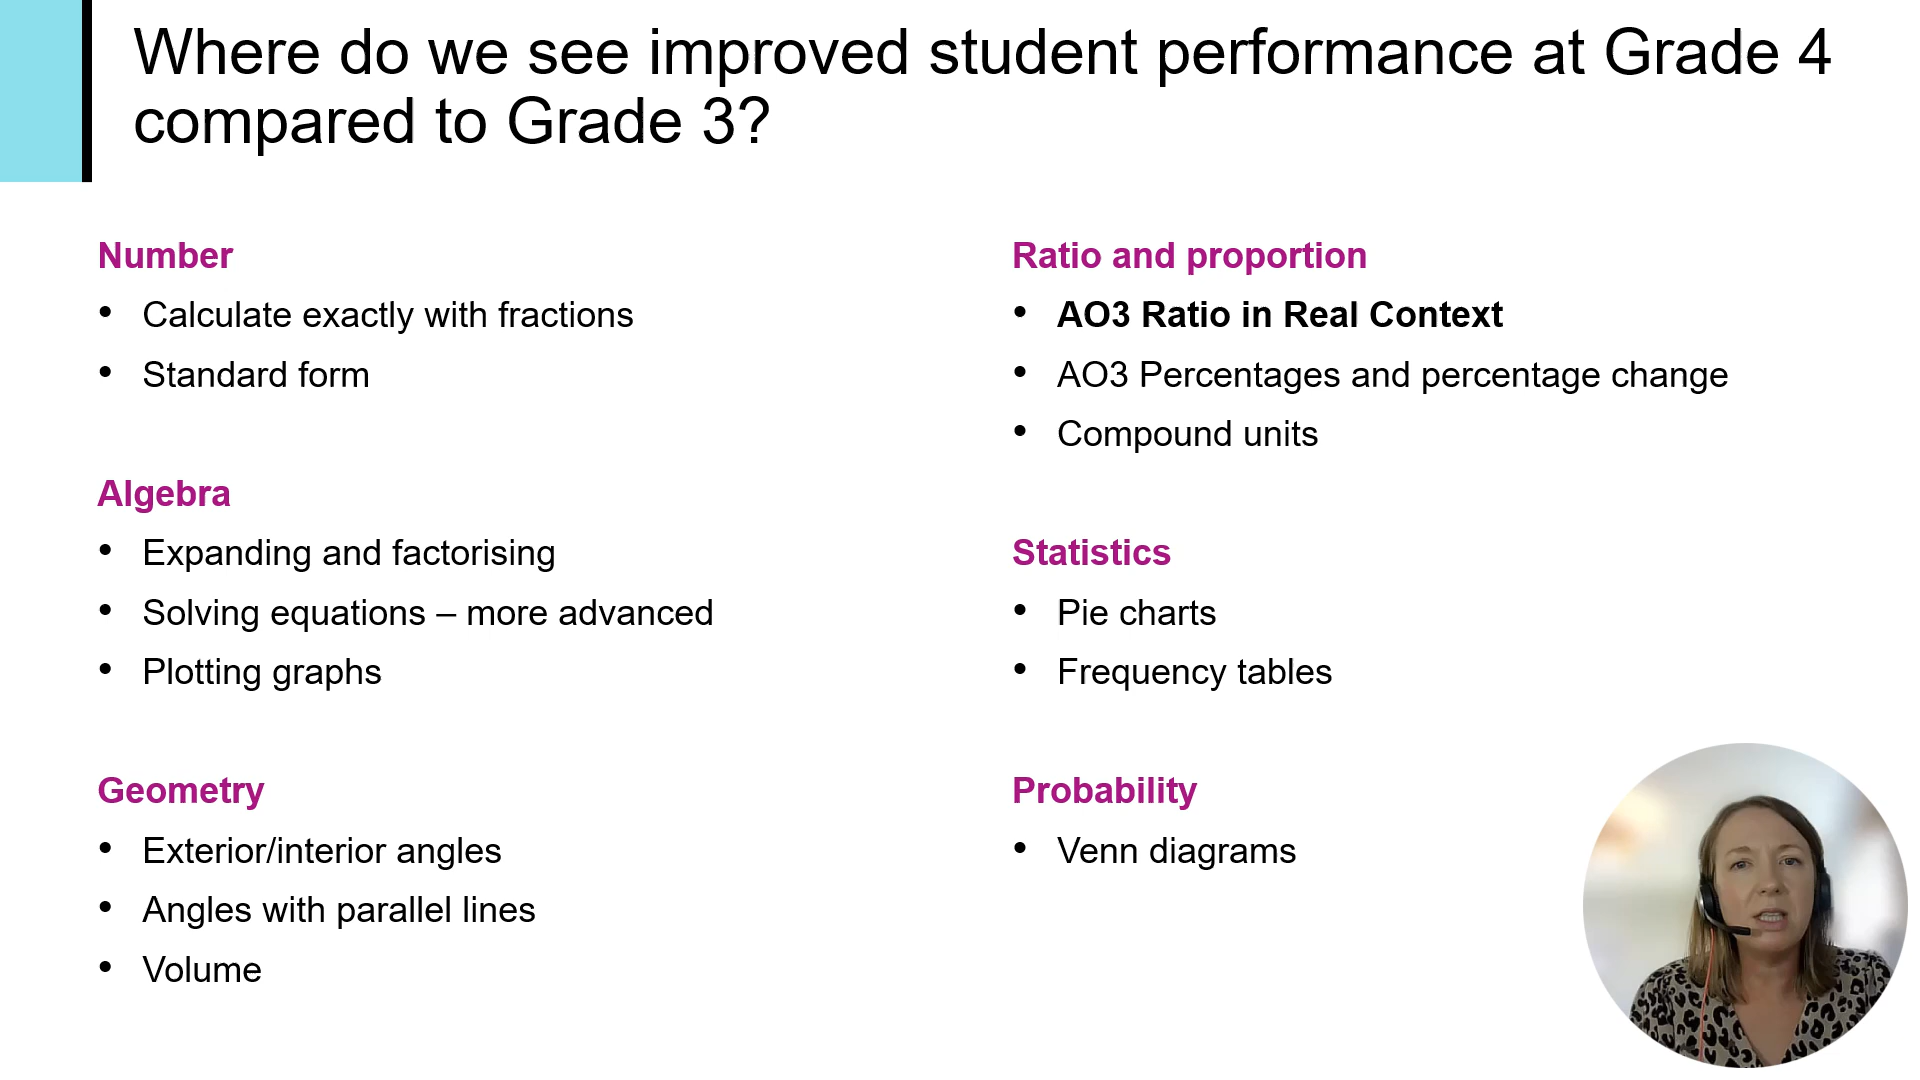 Where do we see improved student performance at Grade 4
compared to Grade 3?
Number
• Calculate exactly with fractions
• Standard form
Algebra
• Expanding and factorising
• Solving equations – more advanced
• Plotting graphs
Geometry
• Exterior/interior angles
• Angles with parallel lines
• Volume
Ratio and proportion
• AO3 Ratio in Real Context
• AO3 Percentages and percentage change
• Compound units
Statistics
• Pie charts
• Frequency tables
Probability
• Venn diagrams